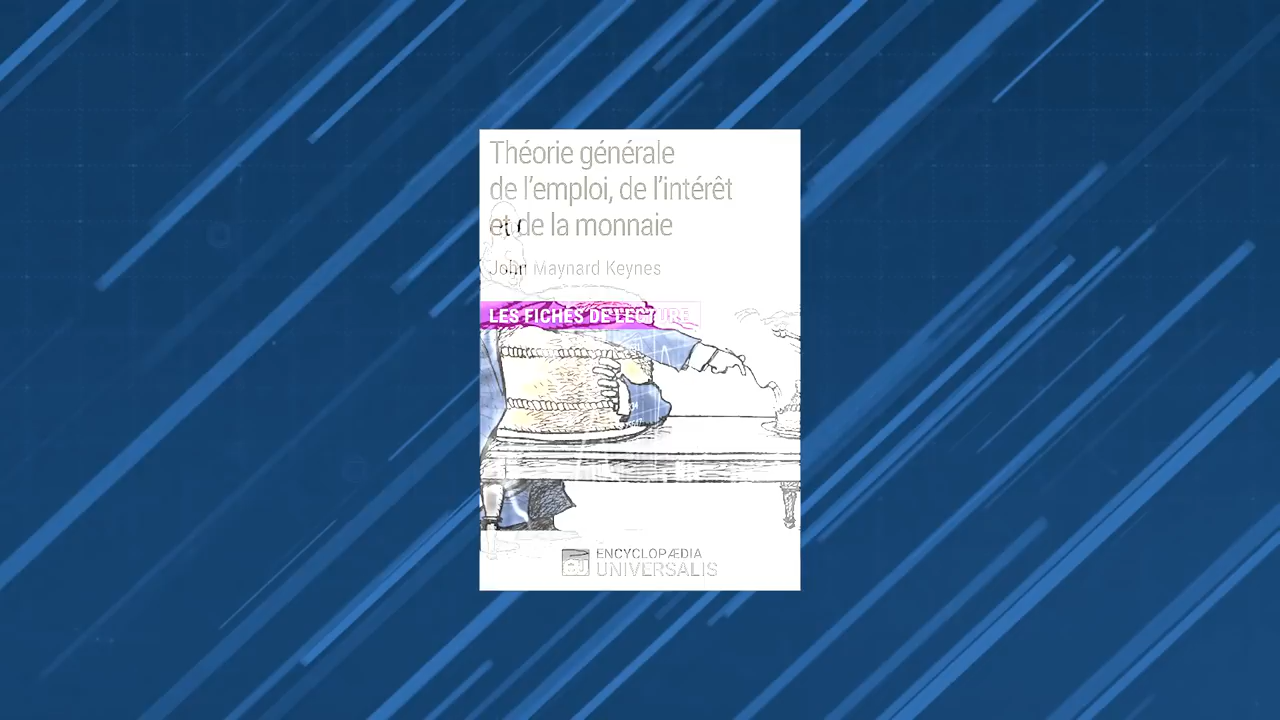 Théorie générale
de l'emploi, de l'intérêt
et de la monnaie
John Maynard Keynes
LES FICHES DE LECTURE
eu
ENCYCLOPÆDIA
UNIVERSALIS